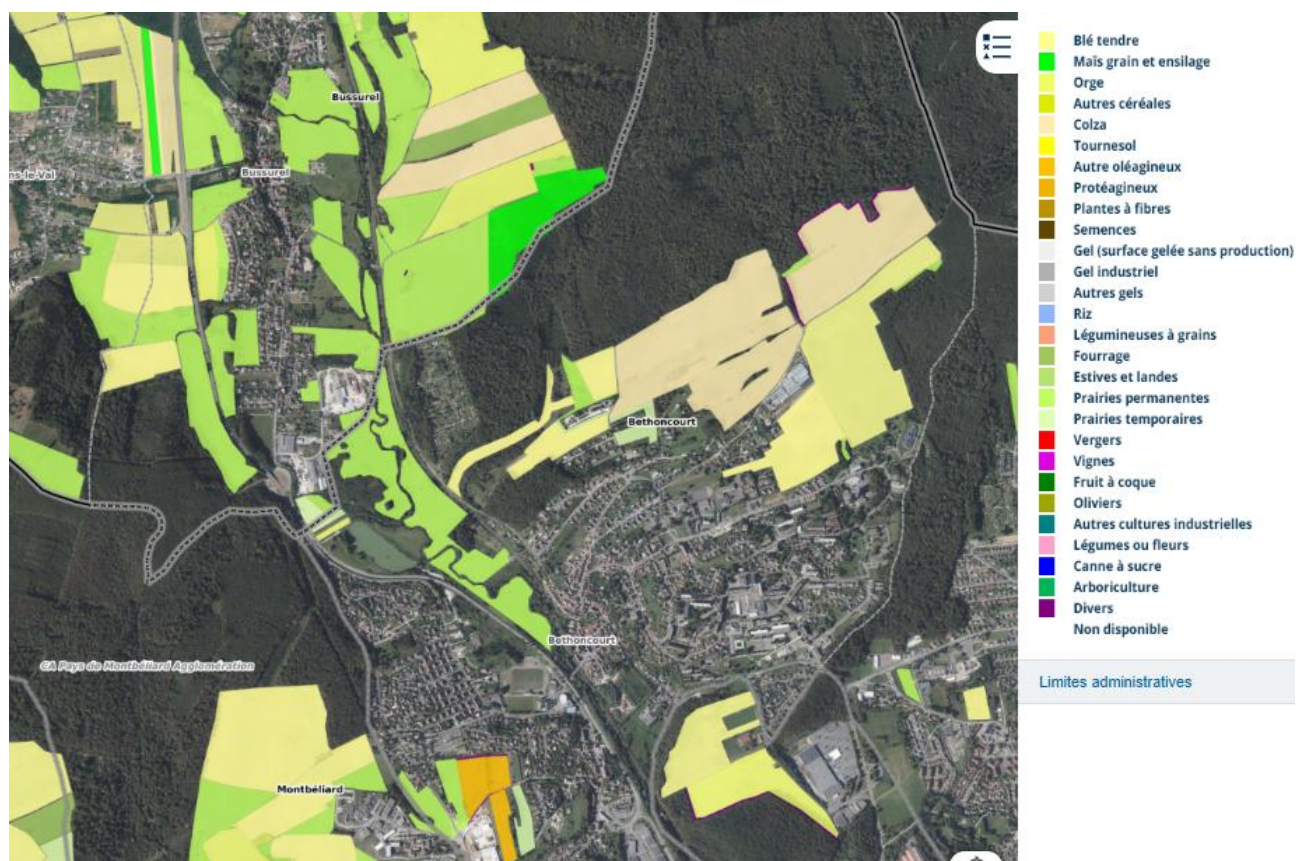 Bussurel
Bussurel
ns-le-Val
Bethoncourt
Bethoncourt
CA Pays de Montbéliard Agglomération
Montbéliard
Blé tendre
Maïs grain et ensilage
Orge
Autres céréales
Colza
Tournesol
Autre oléagineux
Protéagineux
Plantes à fibres
Semences
Gel (surface gelée sans production)
Gel industriel
Autres gels
Riz
Légumineuses à grains
Fourrage
Estives et landes
Prairies permanentes
Prairies temporaires
Vergers
Vignes
Fruit à coque
Oliviers
Autres cultures industrielles
Légumes ou fleurs
Canne à sucre
Arboriculture
Divers
Non disponible
Limites administratives